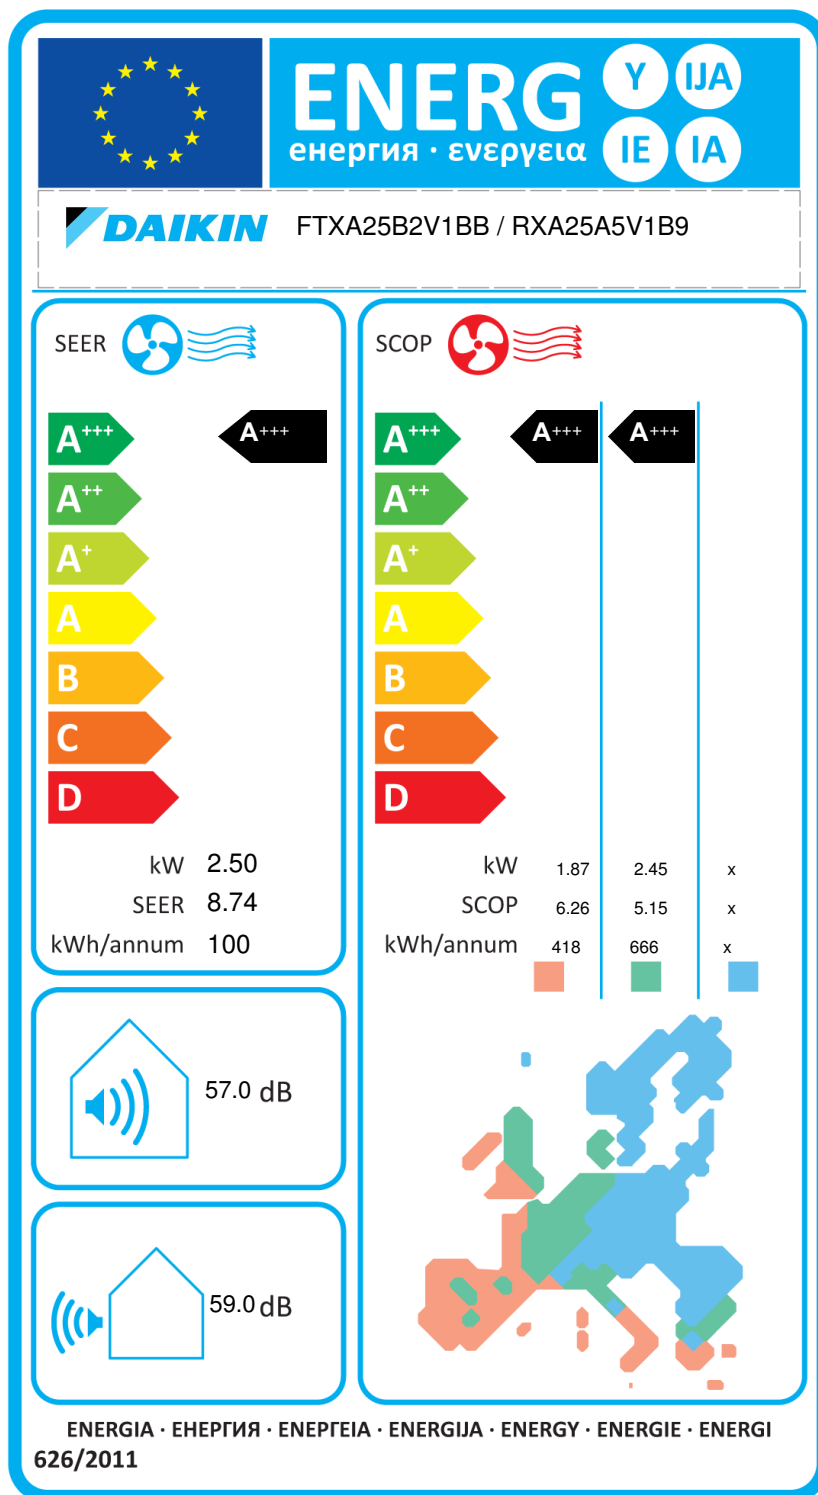 ENERG
енергия · ενεργεια
Y IJA
IE IA
DAIKIN
FTXA25B2V1BB / RXA25A5V1B9
SEER
A+++
A+++
A++
A+
A
B
C
D
kW 2.50
SEER 8.74
kWh/annum 100
SCOP
A+++
A+++
A+++
A++
A+
A
B
C
D
kW 1.87 2.45 x
SCOP 6.26 5.15 x
kWh/annum 418 666 x
57.0 dB
59.0 dB
ENERGIA · ЕНЕРГИЯ · ΕΝΕΡΓΕΙΑ · ENERGIJA · ENERGY · ENERGIE · ENERGI
626/2011